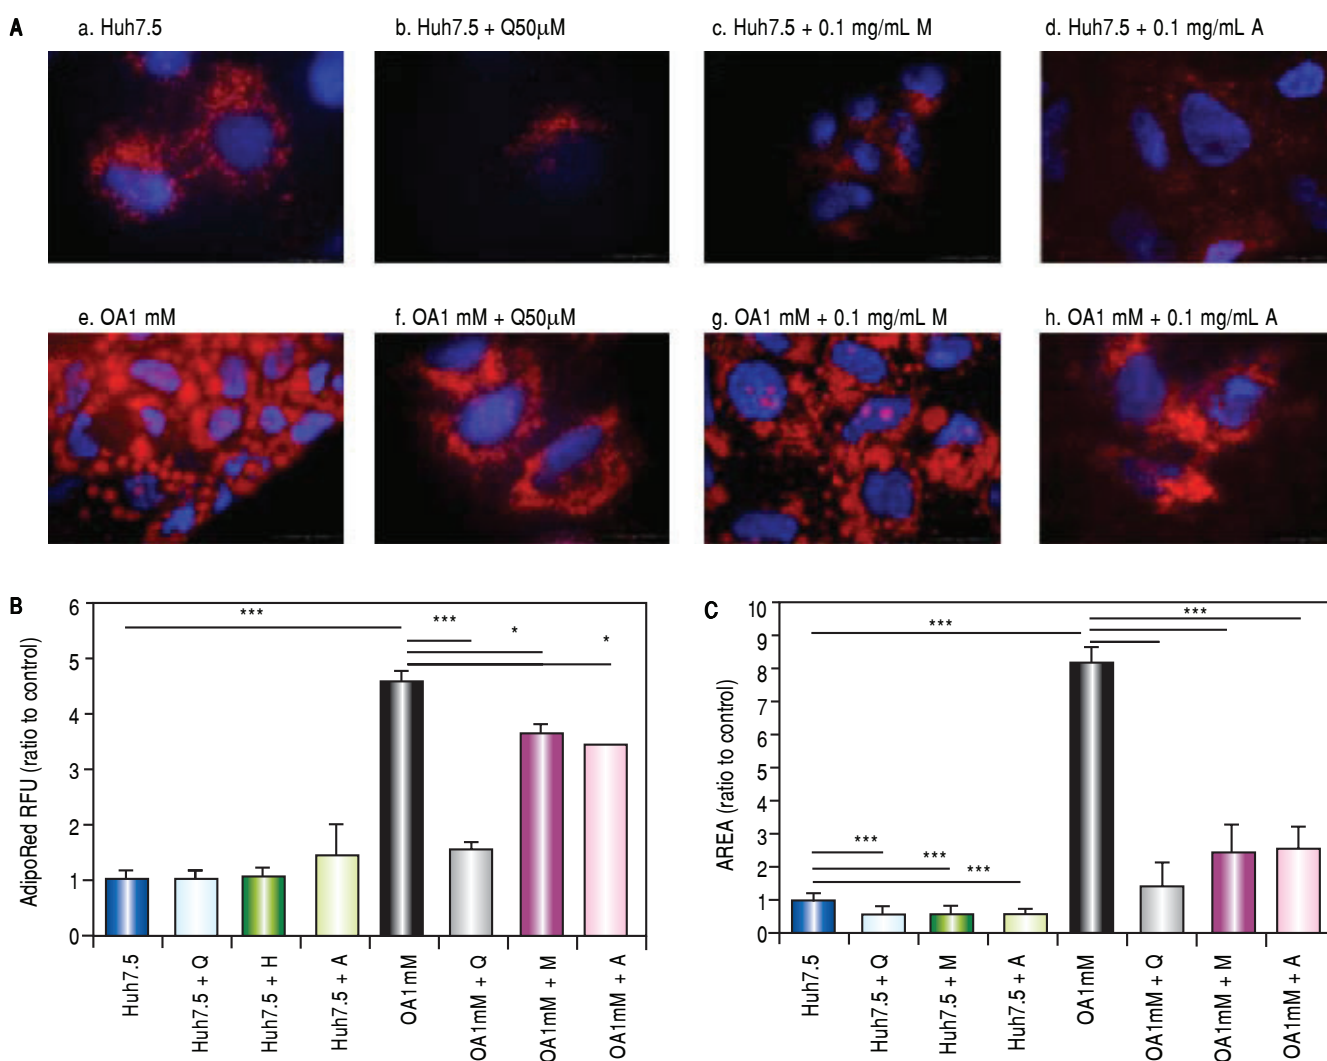 A
a. Huh7.5
b. Huh7.5 + Q50μM
c. Huh7.5 + 0.1 mg/mL M
d. Huh7.5 + 0.1 mg/mL A
e. OA1 mM
f. OA1 mM + Q50μM
g. OA1 mM + 0.1 mg/mL M
h. OA1 mM + 0.1 mg/mL A
B
AdipoRed RFU (ratio to control)
6
5
4
3
2
1
0
***
***
*
*
Huh7.5
Huh7.5 + Q
Huh7.5 + H
Huh7.5 + A
OA1mM
OA1mM + Q
OA1mM + M
OA1mM + A
C
AREA (ratio to control)
10
9
8
7
6
5
4
3
2
1
0
***
***
***
***
***
Huh7.5
Huh7.5 + Q
Huh7.5 + M
Huh7.5 + A
OA1mM
OA1mM + Q
OA1mM + M
OA1mM + A